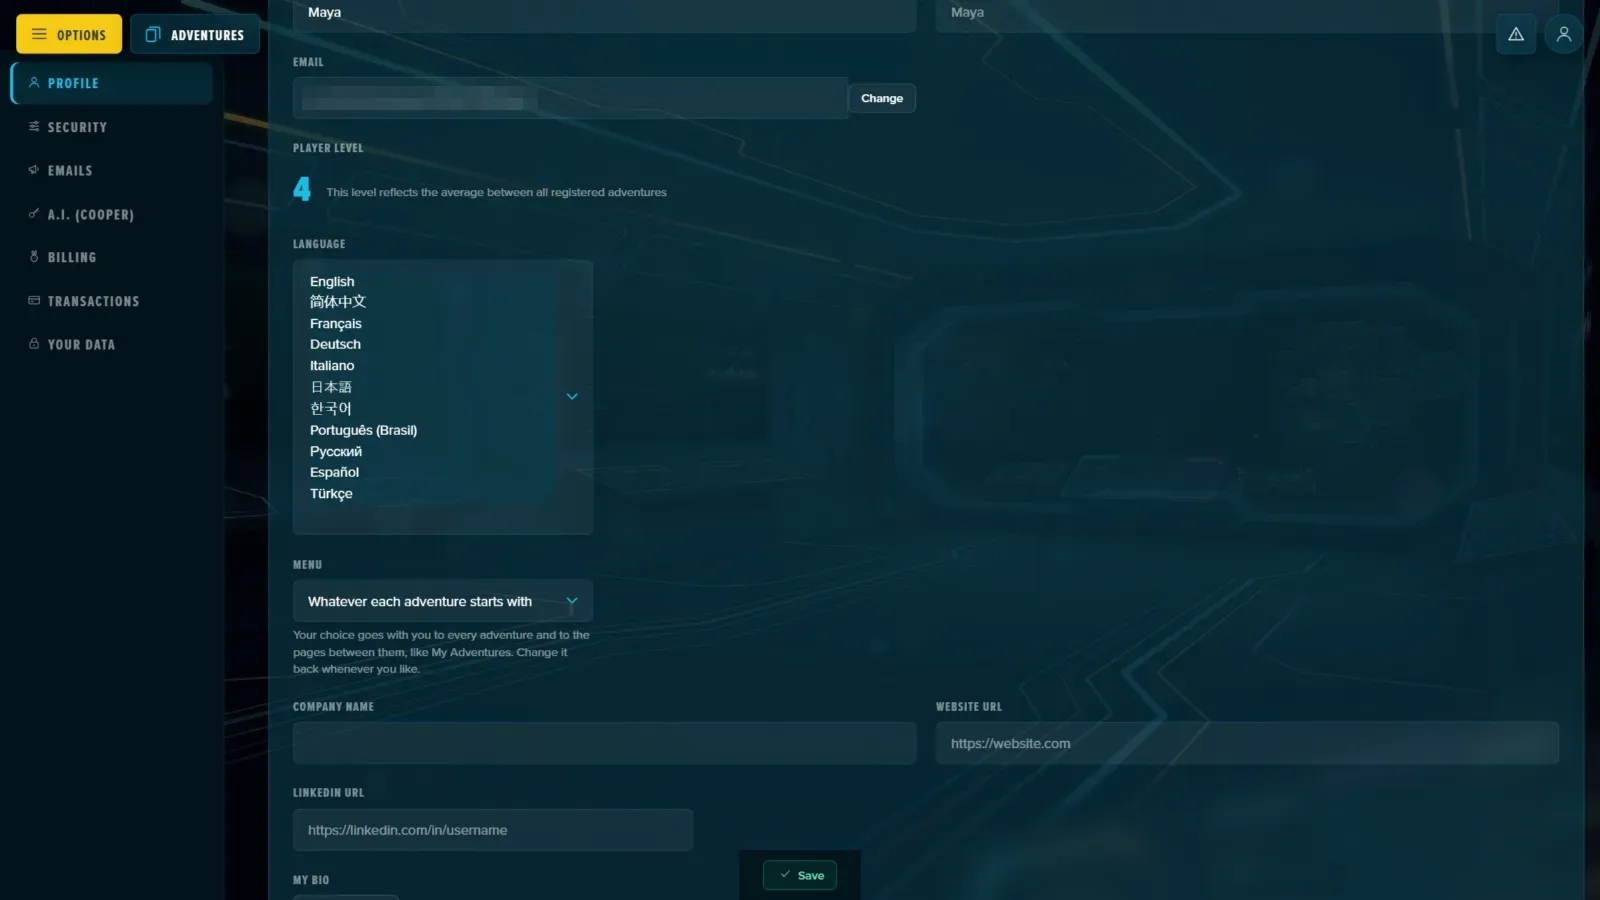 OPTIONS
ADVENTURES
PROFILE
SECURITY
EMAILS
A.I. (COOPER)
BILLING
TRANSACTIONS
YOUR DATA
Maya
Maya
EMAIL
Change
PLAYER LEVEL
4 This level reflects the average between all registered adventures
LANGUAGE
English
简体中文
Français
Deutsch
Italiano
日本語
한국어
Português (Brasil)
Русский
Español
Türkçe
MENU
Whatever each adventure starts with
Your choice goes with you to every adventure and to the
pages between them, like My Adventures. Change it
back whenever you like.
COMPANY NAME
WEBSITE URL
https://website.com
LINKEDIN URL
https://linkedin.com/in/username
MY BIO
Save